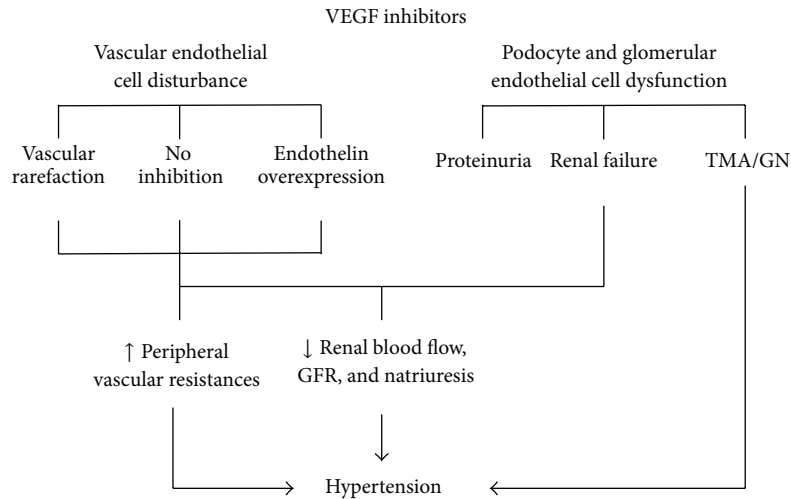 VEGF inhibitors
Vascular endothelial
cell disturbance
Podocyte and glomerular
endothelial cell dysfunction
Vascular
rarefaction
No
inhibition
Endothelin
overexpression
Proteinuria
Renal failure
TMA/GN
↑ Peripheral
vascular resistances
↓ Renal blood flow,
GFR, and natriuresis
Hypertension